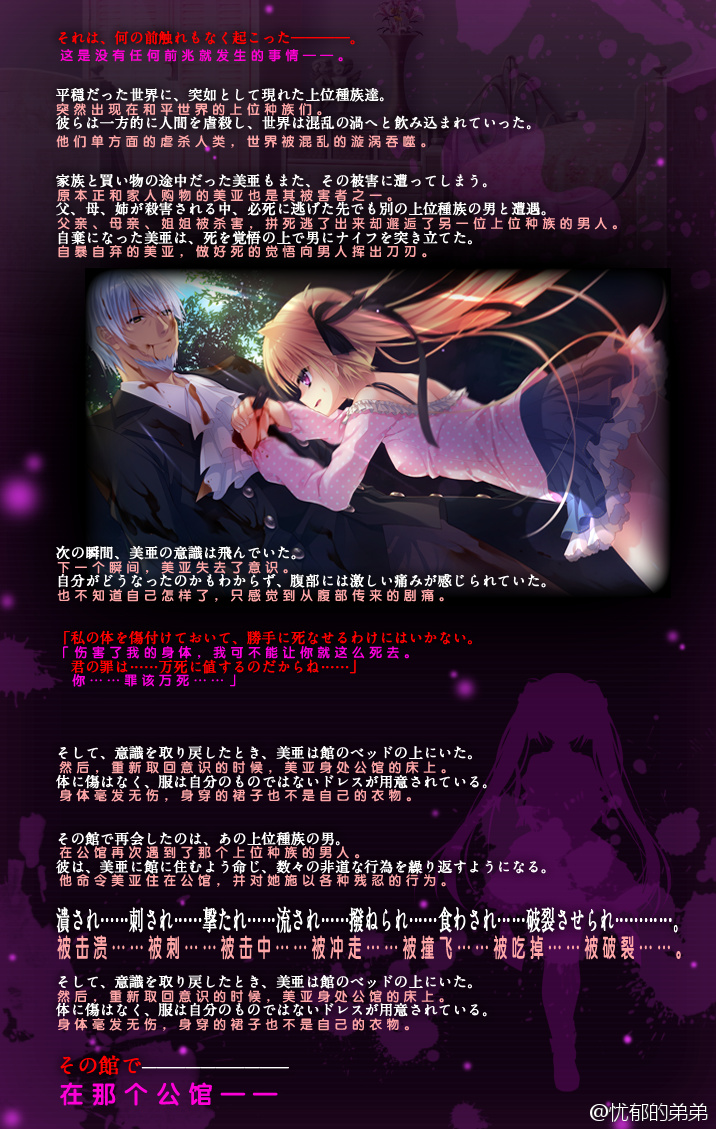 それは、何の前触れもなく起こった————。
这是没有任何前兆就发生的事情——。
平穏だった世界に、突如として現れた上位種族達。
突然出现在和平世界的上位种族们。
彼らは一方的に人間を虐殺し、世界は混乱の渦へと飲み込まれていった。
他们单方面的虐杀人类，世界被混乱的漩涡吞噬。
家族と買い物の途中だった美亜もまた、その被害に遭ってしまう。
原本正和家人购物的美亚也是其被害者之一。
父、母、姉が殺害される中、必死に逃げた先でも別の上位種族の男と遭遇。
父亲、母亲、姐姐被杀害，拼死逃了出来却邂逅了另一位上位种族的男人。
自棄になった美亜は、死を覚悟の上で男にナイフを突き立てた。
自暴自弃的美亚，做好死的觉悟向男人挥出刀刃。
次の瞬間、美亜の意識は飛んでいた。
下一个瞬间，美亚失去了意识。
自分がどうなったのかもわからず、腹部には激しい痛みが感じられていた。
也不知道自己怎样了，只感觉到从腹部传来的剧痛。
「私の体を傷付けておいて、勝手に死なせるわけにはいかない。
「伤害了我的身体，我可不能让你就这么死去。
君の罪は……万死に値するのだからね……」
你……罪该万死……」
そして、意識を取り戻したとき、美亜は館のベッドの上にいた。
然后，重新取回意识的时候，美亚身处公馆的床上。
体に傷はなく、服は自分のものではないドレスが用意されている。
身体毫发无伤，身穿的裙子也不是自己的衣物。
その館で再会したのは、あの上位種族の男。
在公馆再次遇到了那个上位种族的男人。
彼は、美亜に館に住むよう命じ、数々の非道な行為を繰り返すようになる。
他命令美亚住在公馆，并对她施以各种残忍的行为。
潰され……刺され……撃たれ……流され……撥ねられ……食わされ……破裂させられ…………。
被击溃……被刺……被击中……被冲走……被撞飞……被吃掉……被破裂……。
そして、意識を取り戻したとき、美亜は館のベッドの上にいた。
然后，重新取回意识的时候，美亚身处公馆的床上。
体に傷はなく、服は自分のものではないドレスが用意されている。
身体毫发无伤，身穿的裙子也不是自己的衣物。
その館で——————————
在那个公馆——
@忧郁的弟弟